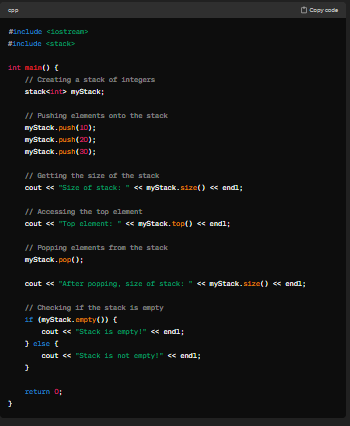 cpp
Copy code
#include <iostream>
#include <stack>
int main() {
// Creating a stack of integers
stack<int> myStack;
// Pushing elements onto the stack
myStack.push(10);
myStack.push(20);
myStack.push(30);
// Getting the size of the stack
cout << "Size of stack: " << myStack.size() << endl;
// Accessing the top element
cout << "Top element: " << myStack.top() << endl;
// Popping elements from the stack
myStack.pop();
cout << "After popping, size of stack: " << myStack.size() << endl;
// Checking if the stack is empty
if (myStack.empty()) {
cout << "Stack is empty!" << endl;
} else {
cout << "Stack is not empty!" << endl;
}
return 0;
}